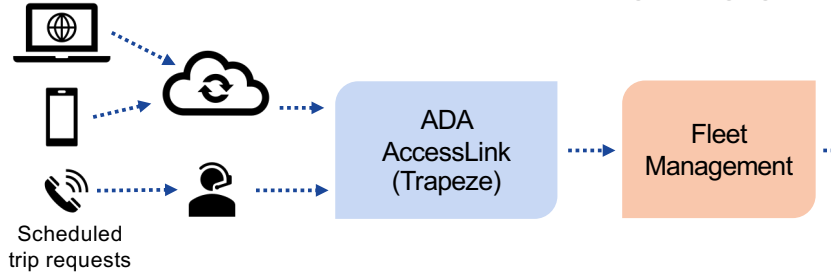 ADA
AccessLink
(Trapeze)
Fleet
Management
Scheduled
trip requests